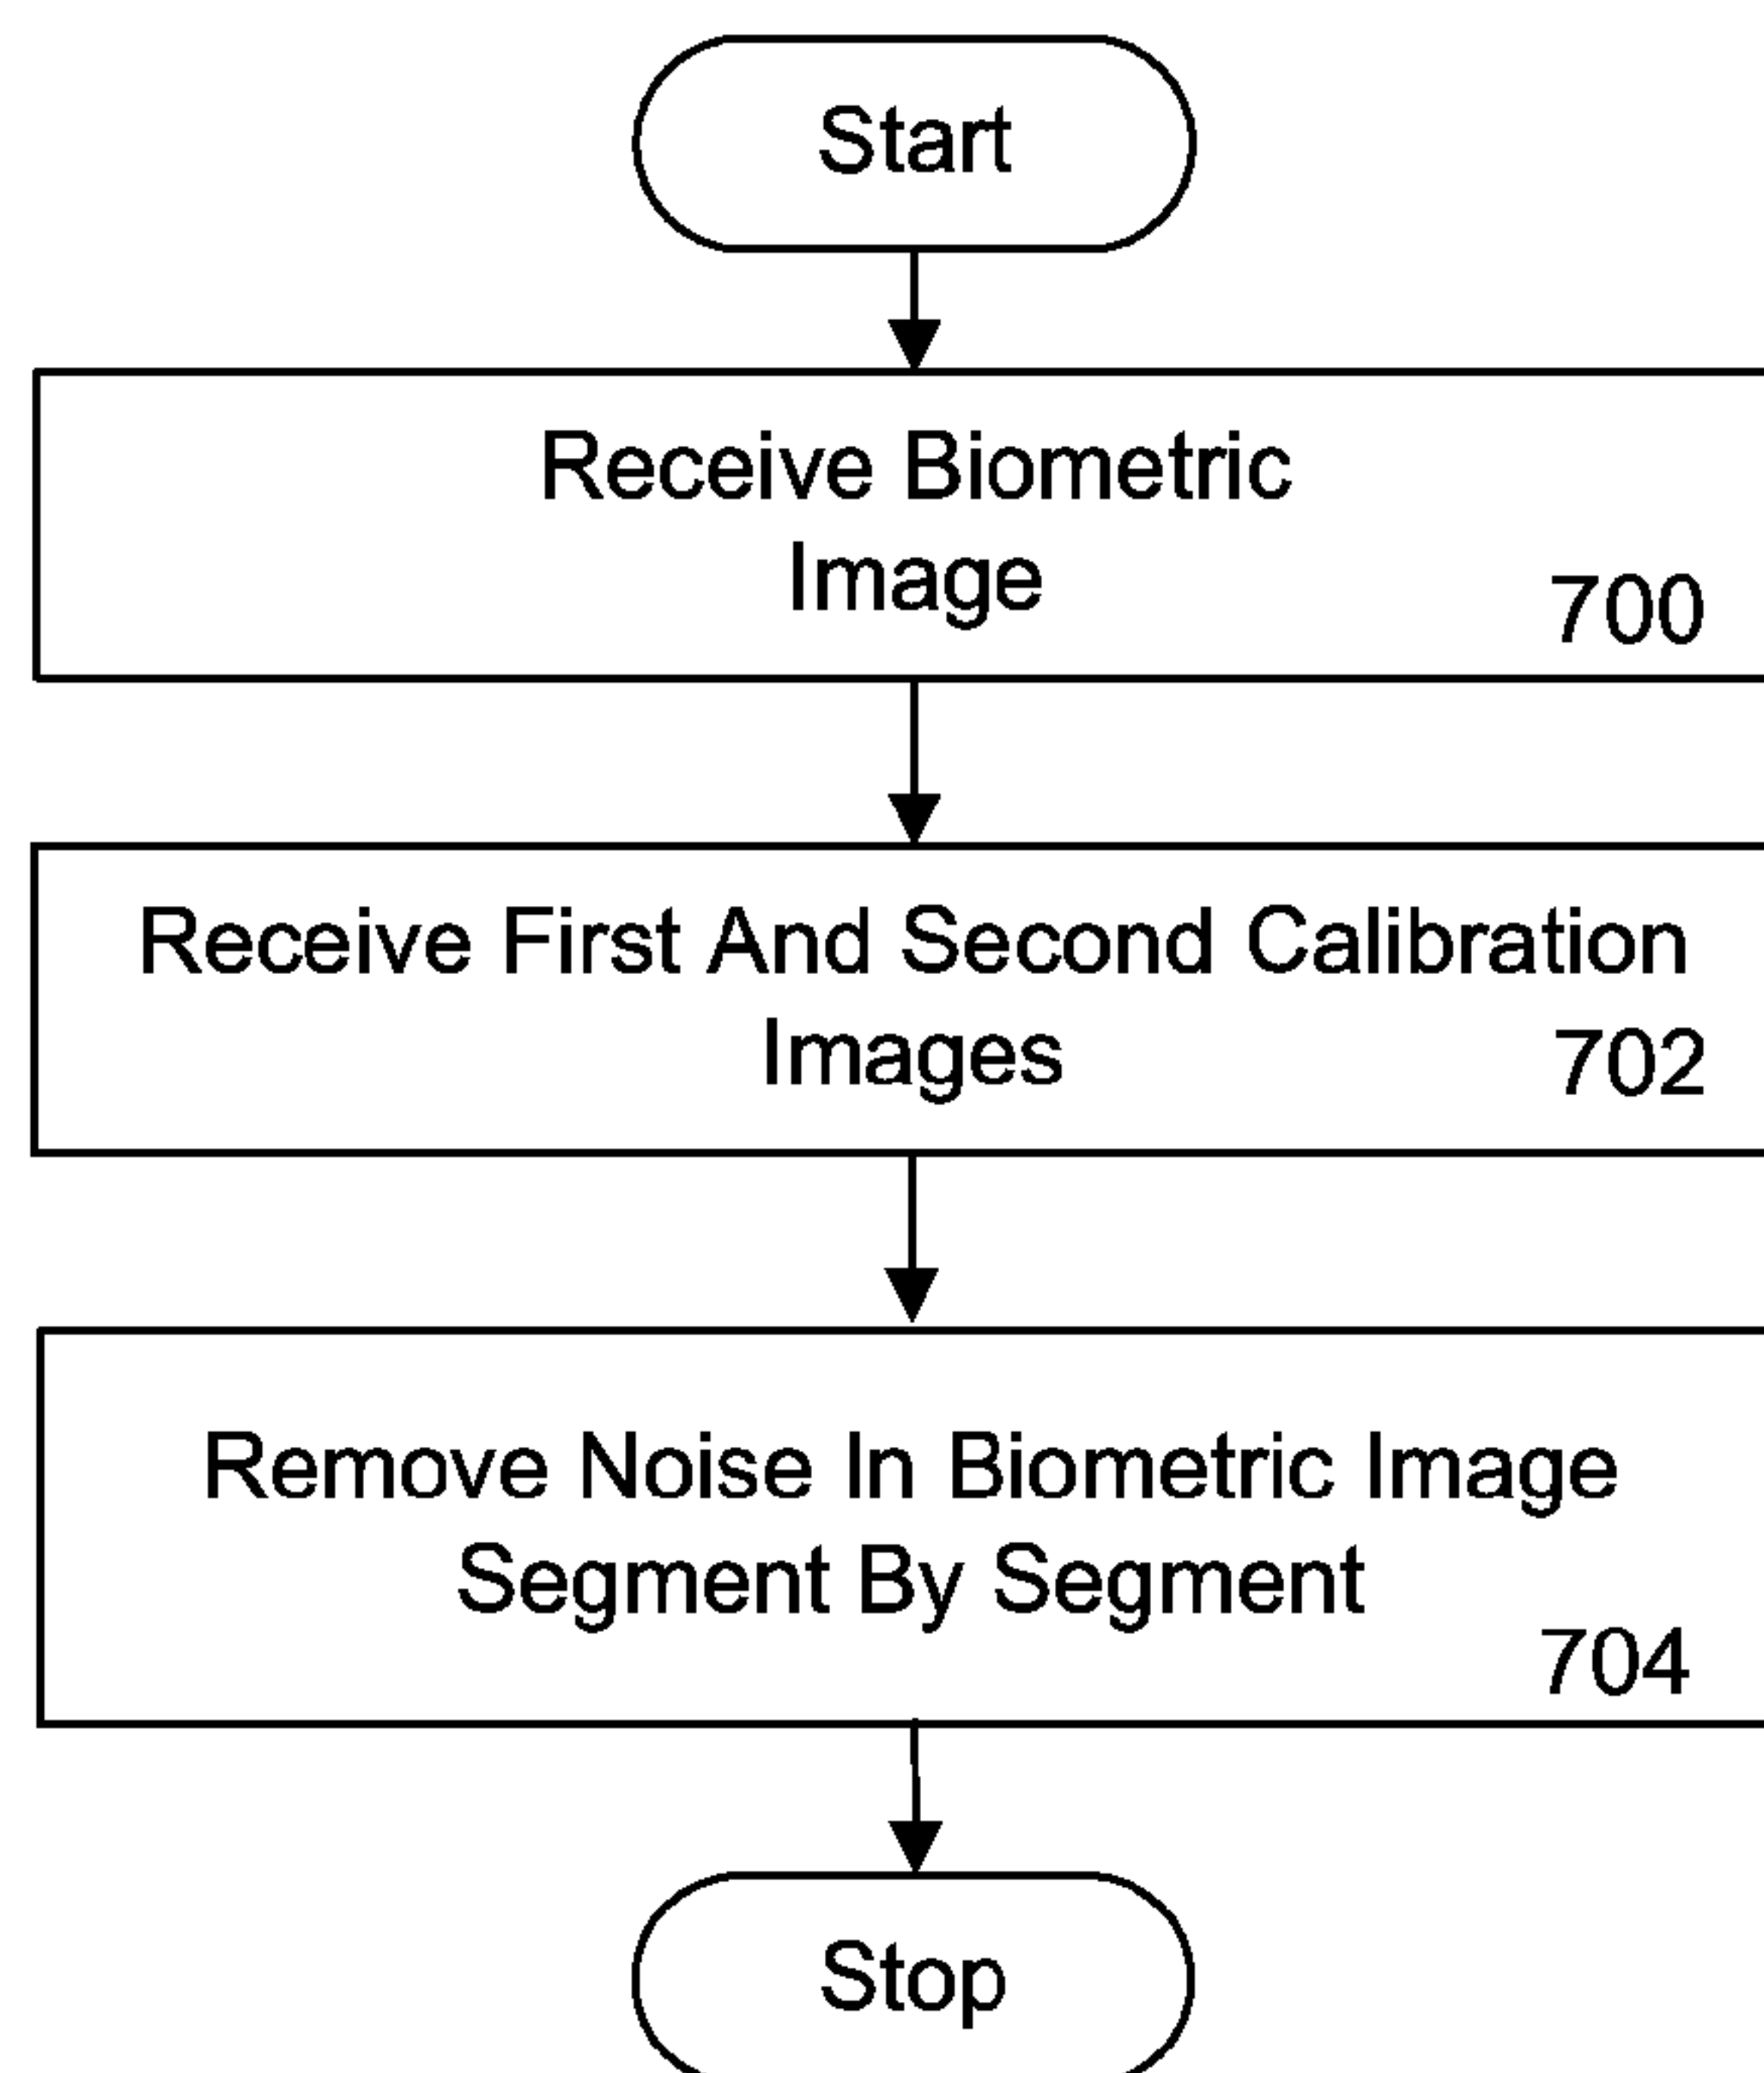 Start
Receive Biometric
Image
700
Receive First And Second Calibration
Images
702
Remove Noise In Biometric Image
Segment By Segment
704
Stop